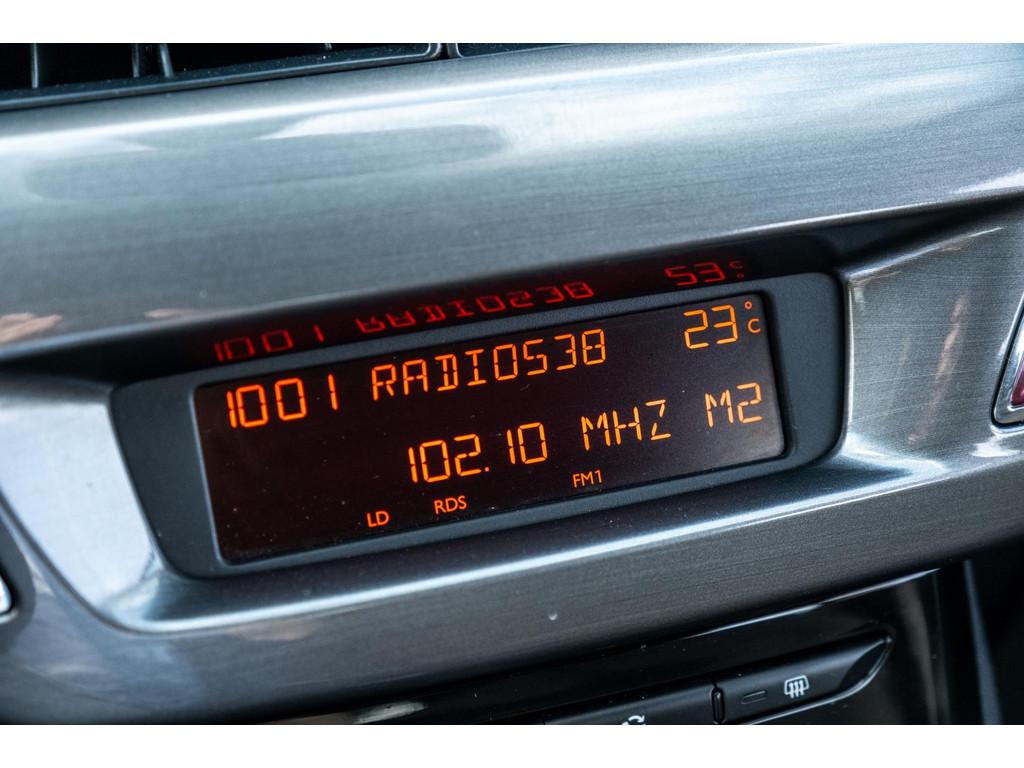 1001 RADIO538 23°C
102.10 MHZ M2
LD RDS FM1